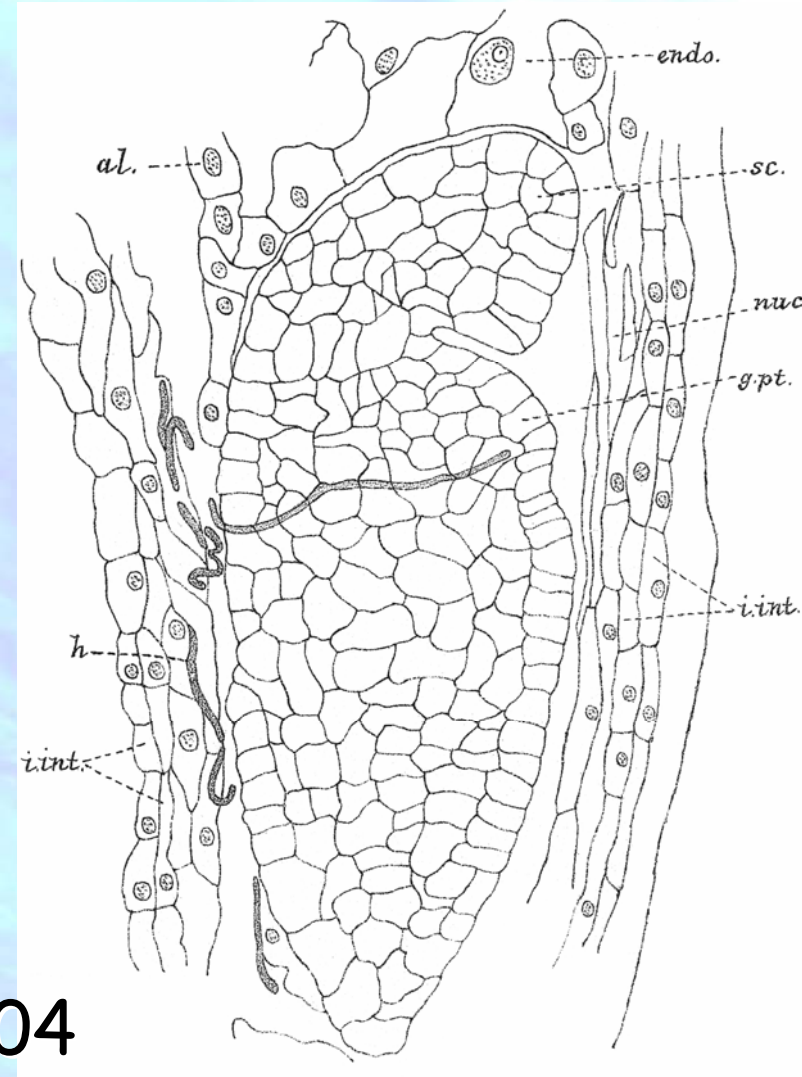 endo.
al.
sc.
nuc
g.pt.
i.int.
h
i.int.
04